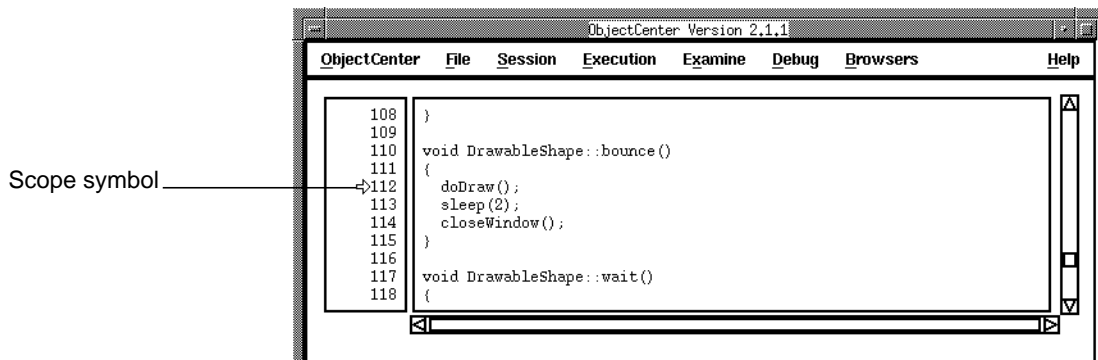 ObjectCenter Version 2.1.1
ObjectCenter File Session Execution Examine Debug Browsers Help
108 }
109
110 void DrawableShape::bounce()
111 {
Scope symbol
112 doDraw();
113 sleep(2);
114 closeWindow();
115 }
116
117 void DrawableShape::wait()
118 {